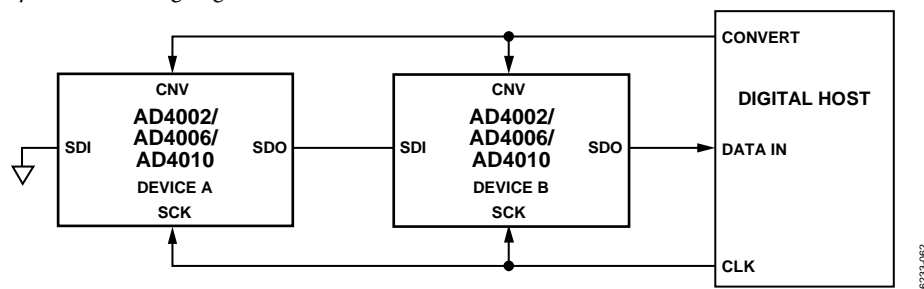 CONVERT
CNV
CNV
DIGITAL HOST
AD4002/
AD4006/
AD4010
AD4002/
AD4006/
AD4010
SDI
SDO
SDI
SDO
DATA IN
DEVICE A
DEVICE B
SCK
SCK
CLK